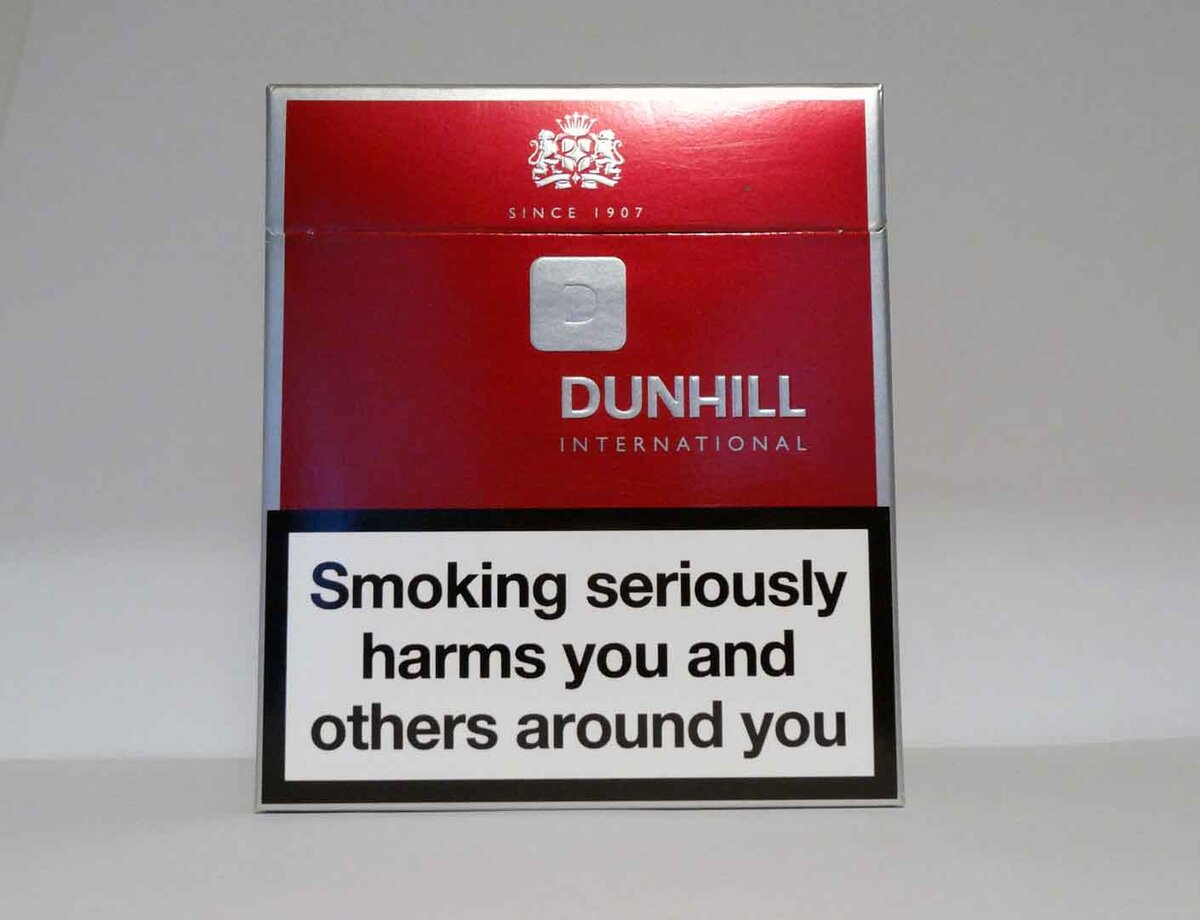 SINCE 1907
D
DUNHILL
INTERNATIONAL
Smoking seriously
harms you and
others around you